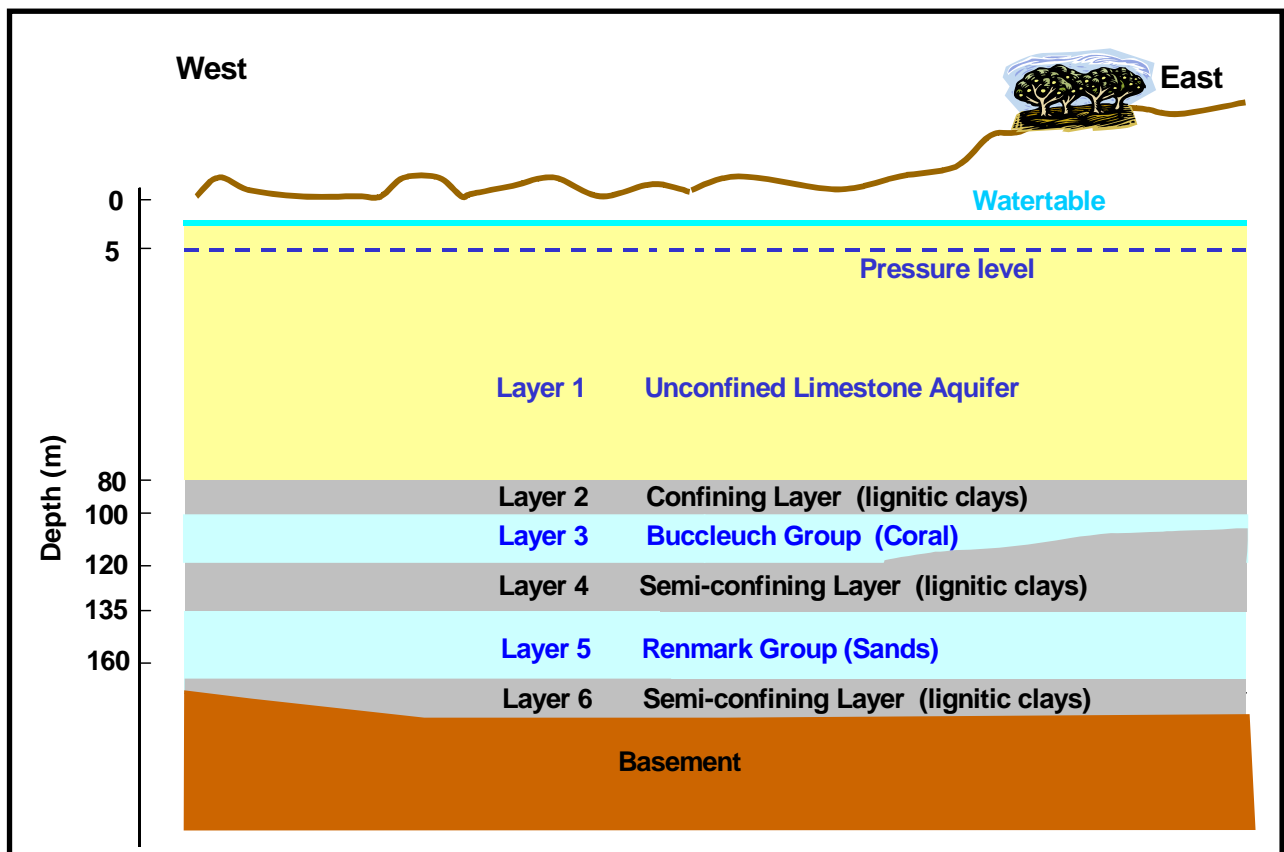 West
East
0
Watertable
5
Pressure level
Layer 1 Unconfined Limestone Aquifer
Depth (m)
80
Layer 2 Confining Layer (lignitic clays)
100
Layer 3 Buccleuch Group (Coral)
120
Layer 4 Semi-confining Layer (lignitic clays)
135
Layer 5 Renmark Group (Sands)
160
Layer 6 Semi-confining Layer (lignitic clays)
Basement